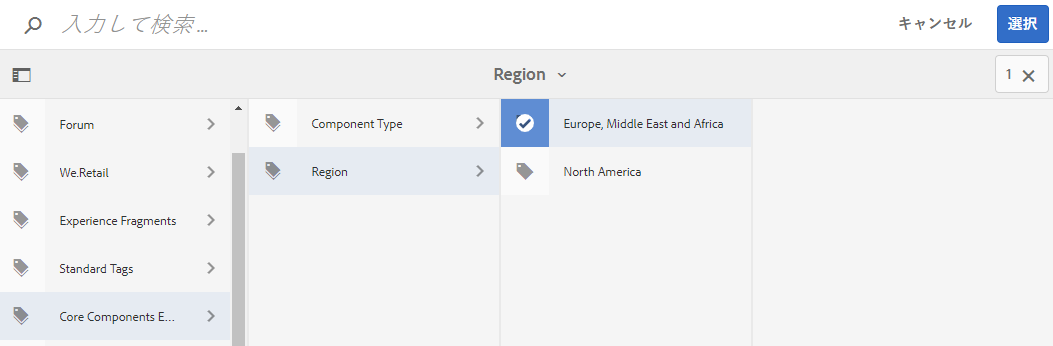 入力して検索...
キャンセル
選択
Region
1
Forum
We.Retail
Experience Fragments
Standard Tags
Core Components E...
Component Type
Region
Europe, Middle East and Africa
North America